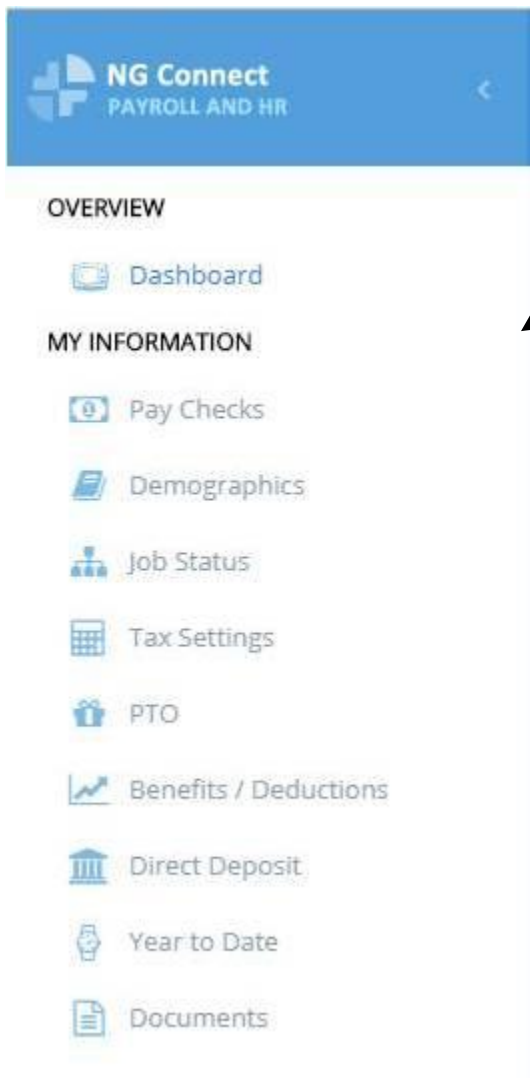 NG Connect
PAYROLL AND HR
OVERVIEW
Dashboard
MY INFORMATION
Pay Checks
Demographics
Job Status
Tax Settings
PTO
Benefits / Deductions
Direct Deposit
Year to Date
Documents